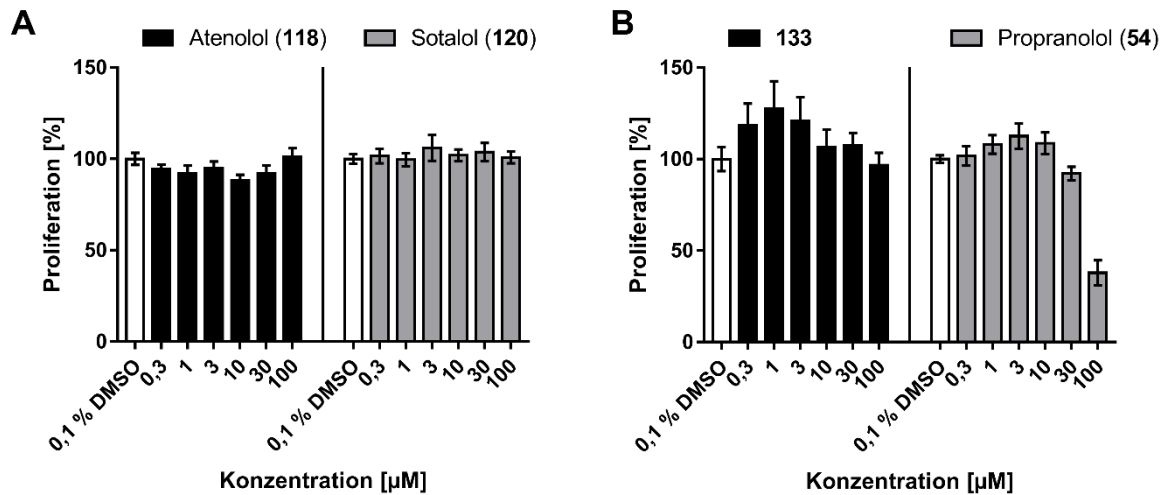 A
Atenolol (118) Sotalol (120)
Proliferation [%]
150
100
50
0
0,1 % DMSO 0,3 1 3 10 30 100 0,1 % DMSO 0,3 1 3 10 30 100
Konzentration [µM]
B
133 Propranolol (54)
Proliferation [%]
150
100
50
0
0,1 % DMSO 0,3 1 3 10 30 100 0,1 % DMSO 0,3 1 3 10 30 100
Konzentration [µM]